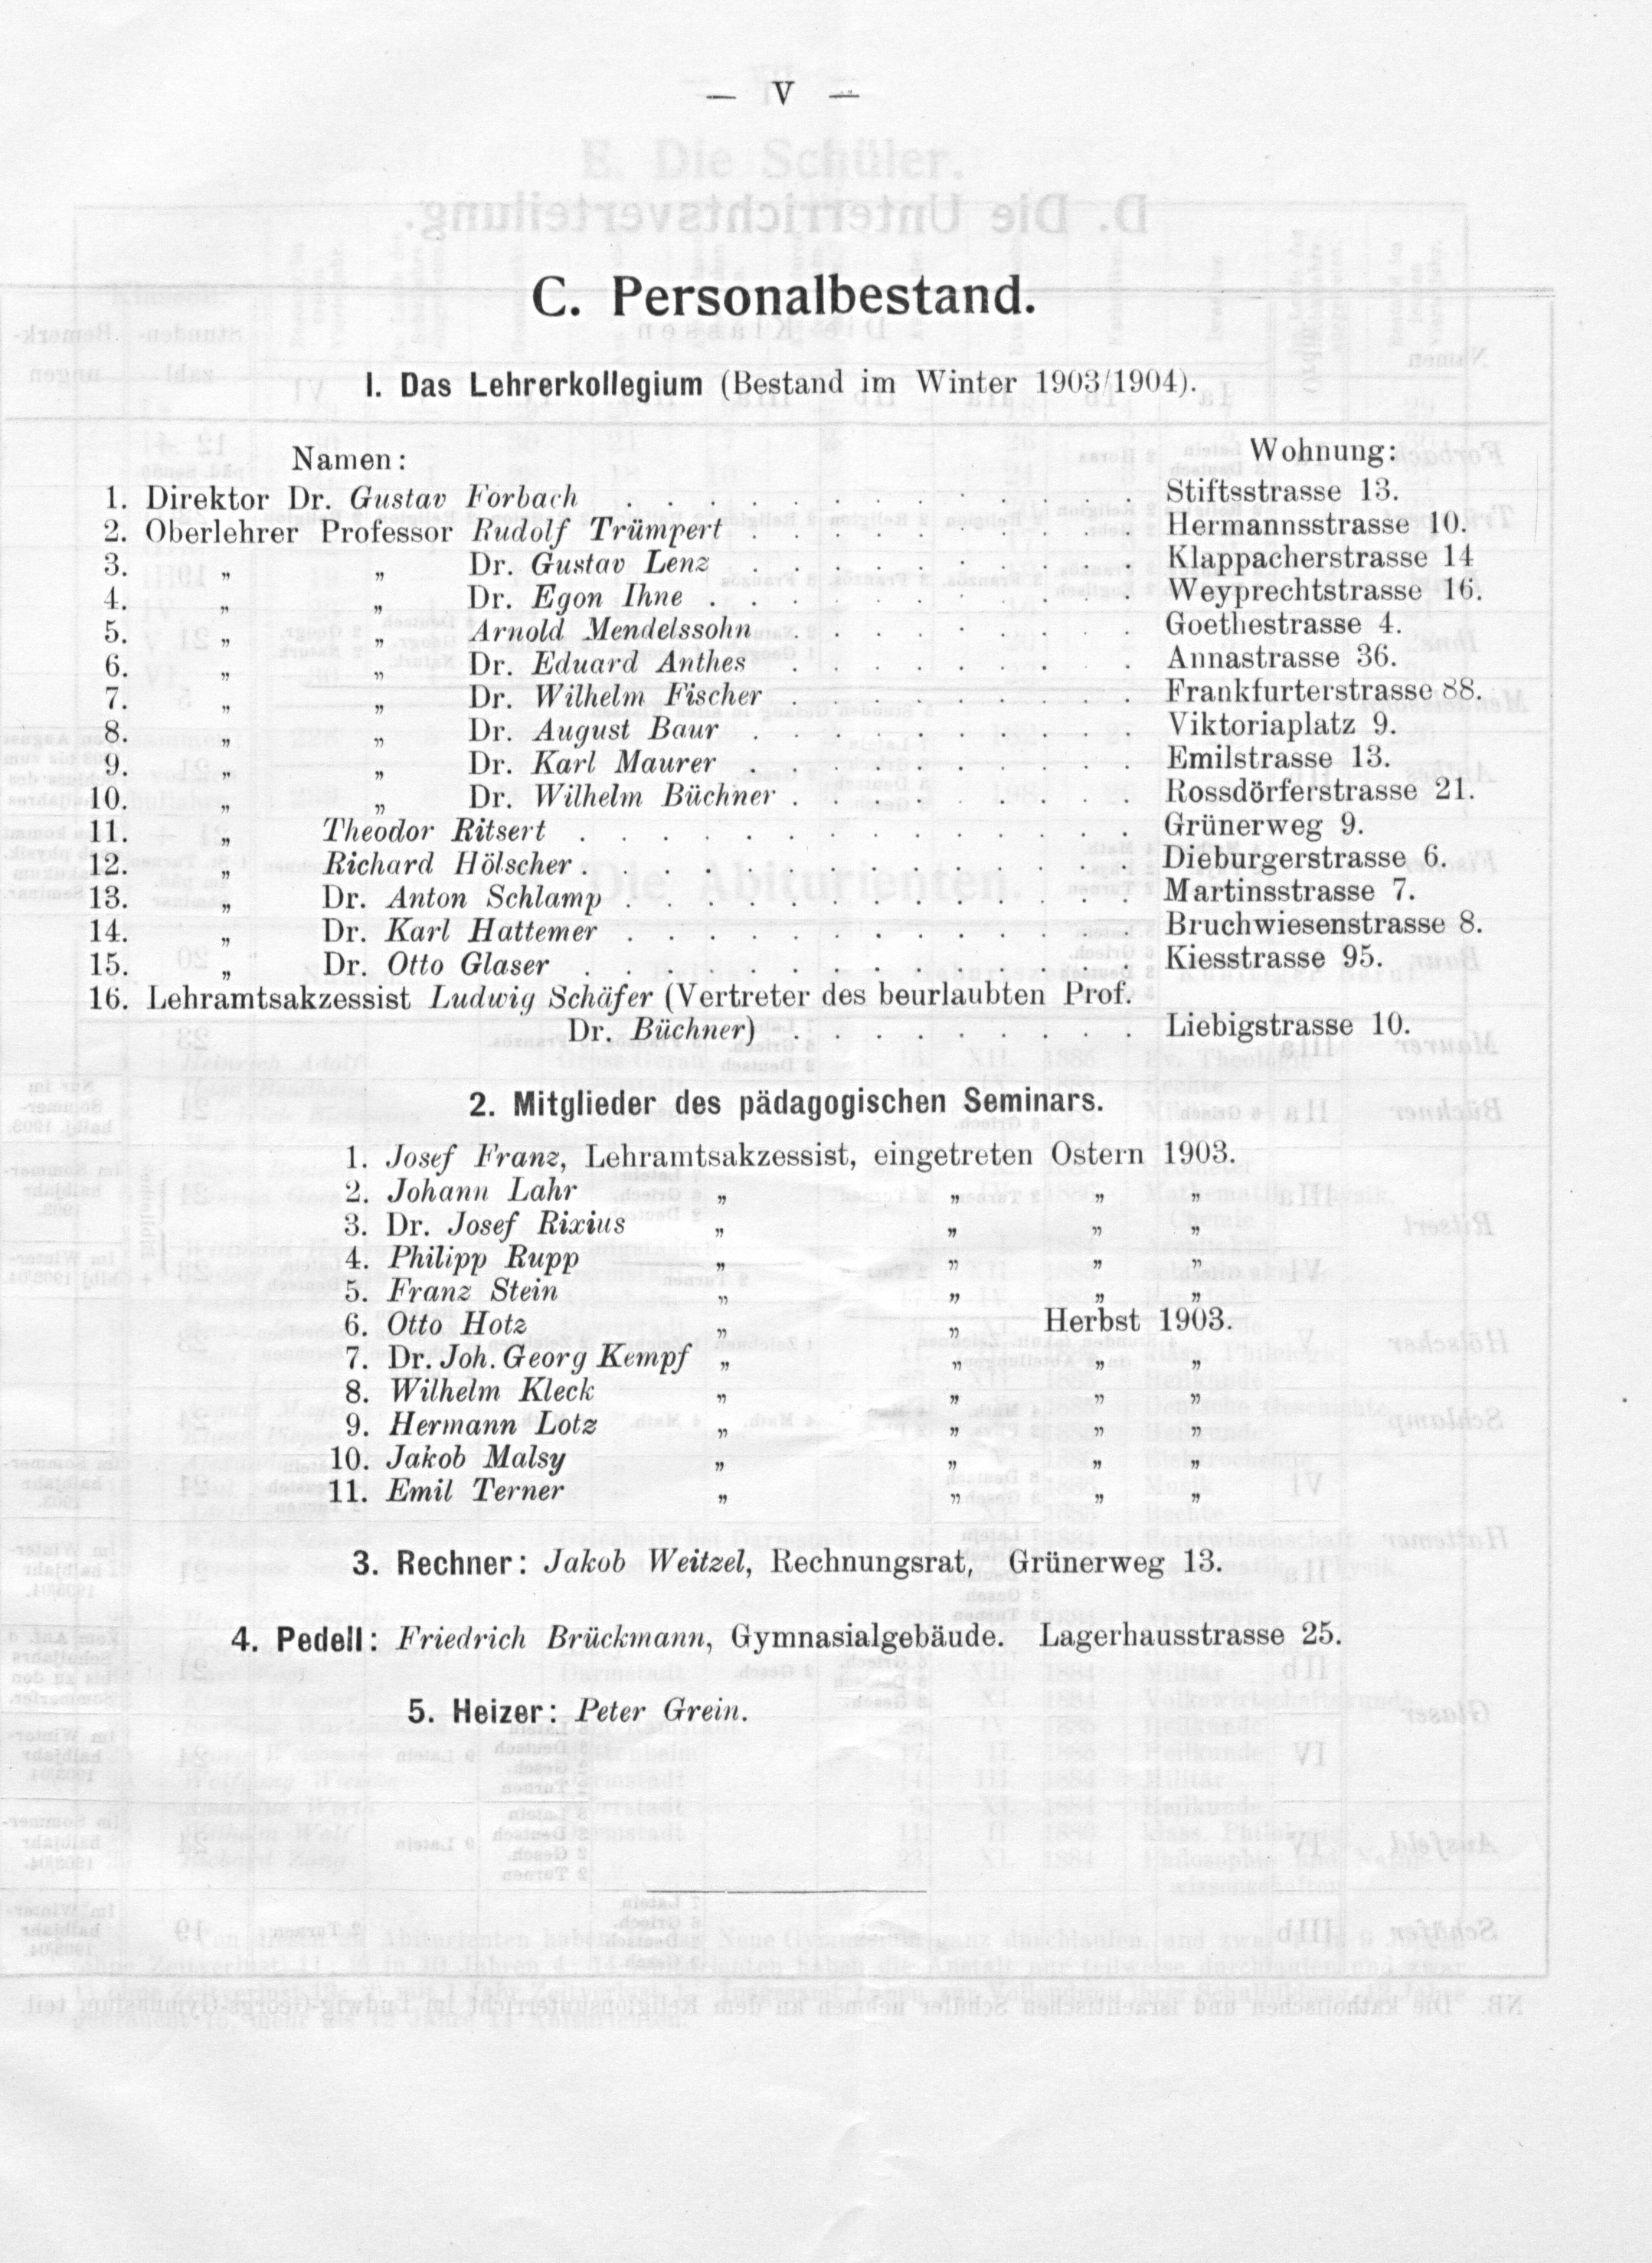 — V —
C. Personalbestand.
I. Das Lehrerkollegium (Bestand im Winter 1903/1904).
Namen: Wohnung:
1. Direktor Dr. Gustav Forbach . . . . . . . . . . . . . Stiftsstrasse 13.
2. Oberlehrer Professor Rudolf Trümpert . . . . . . . . . . Hermannsstrasse 10.
3. „ „ Dr. Gustav Lenz . . . . . . . . . . Klappacherstrasse 14
4. „ „ Dr. Egon Ihne . . . . . . . . . . . Weyprechtstrasse 16.
5. „ „ Arnold Mendelssohn . . . . . . . . . Goethestrasse 4.
6. „ „ Dr. Eduard Anthes . . . . . . . . . Annastrasse 36.
7. „ „ Dr. Wilhelm Fischer . . . . . . . . . Frankfurterstrasse 88.
8. „ „ Dr. August Baur . . . . . . . . . . Viktoriaplatz 9.
9. „ „ Dr. Karl Maurer . . . . . . . . . . Emilstrasse 13.
10. „ „ Dr. Wilhelm Büchner . . . . . . . . . Rossdörferstrasse 21.
11. „ Theodor Ritsert . . . . . . . . . . . . . . Grünerweg 9.
12. „ Richard Hölscher . . . . . . . . . . . . . . Dieburgerstrasse 6.
13. „ Dr. Anton Schlamp . . . . . . . . . . . . . Martinsstrasse 7.
14. „ Dr. Karl Hattemer . . . . . . . . . . . . . Bruchwiesenstrasse 8.
15. „ Dr. Otto Glaser . . . . . . . . . . . . . . Kiesstrasse 95.
16. Lehramtsakzessist Ludwig Schäfer (Vertreter des beurlaubten Prof.
Dr. Büchner) . . . . . . . . . Liebigstrasse 10.
2. Mitglieder des pädagogischen Seminars.
1. Josef Franz, Lehramtsakzessist, eingetreten Ostern 1903.
2. Johann Lahr „ „ „ „
3. Dr. Josef Rixius „ „ „ „
4. Philipp Rupp „ „ „ „
5. Franz Stein „ „ „ „
6. Otto Hotz „ „ Herbst 1903.
7. Dr. Joh. Georg Kempf „ „ „ „
8. Wilhelm Kleck „ „ „ „
9. Hermann Lotz „ „ „ „
10. Jakob Malsy „ „ „ „
11. Emil Terner „ „ „ „
3. Rechner: Jakob Weitzel, Rechnungsrat, Grünerweg 13.
4. Pedell: Friedrich Brückmann, Gymnasialgebäude. Lagerhausstrasse 25.
5. Heizer: Peter Grein.